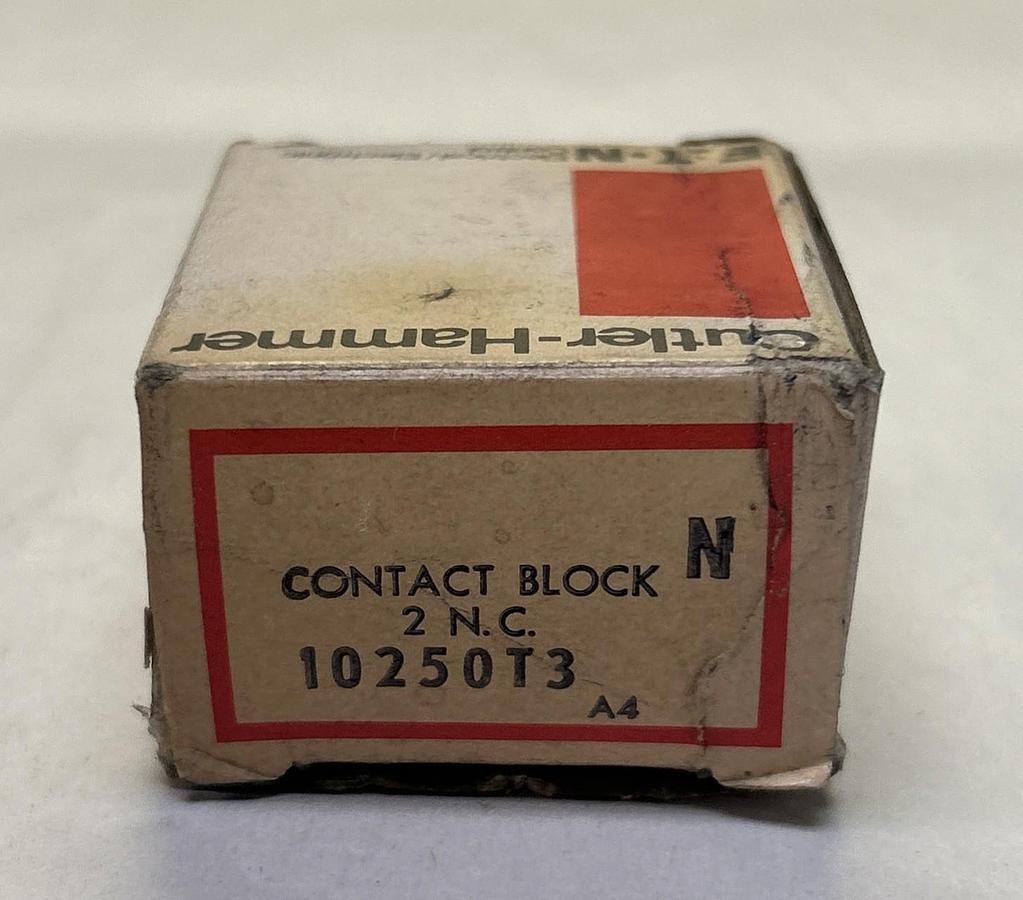 Cutler-Hammer
CONTACT BLOCK N
2 N.C.
10250T3
A4